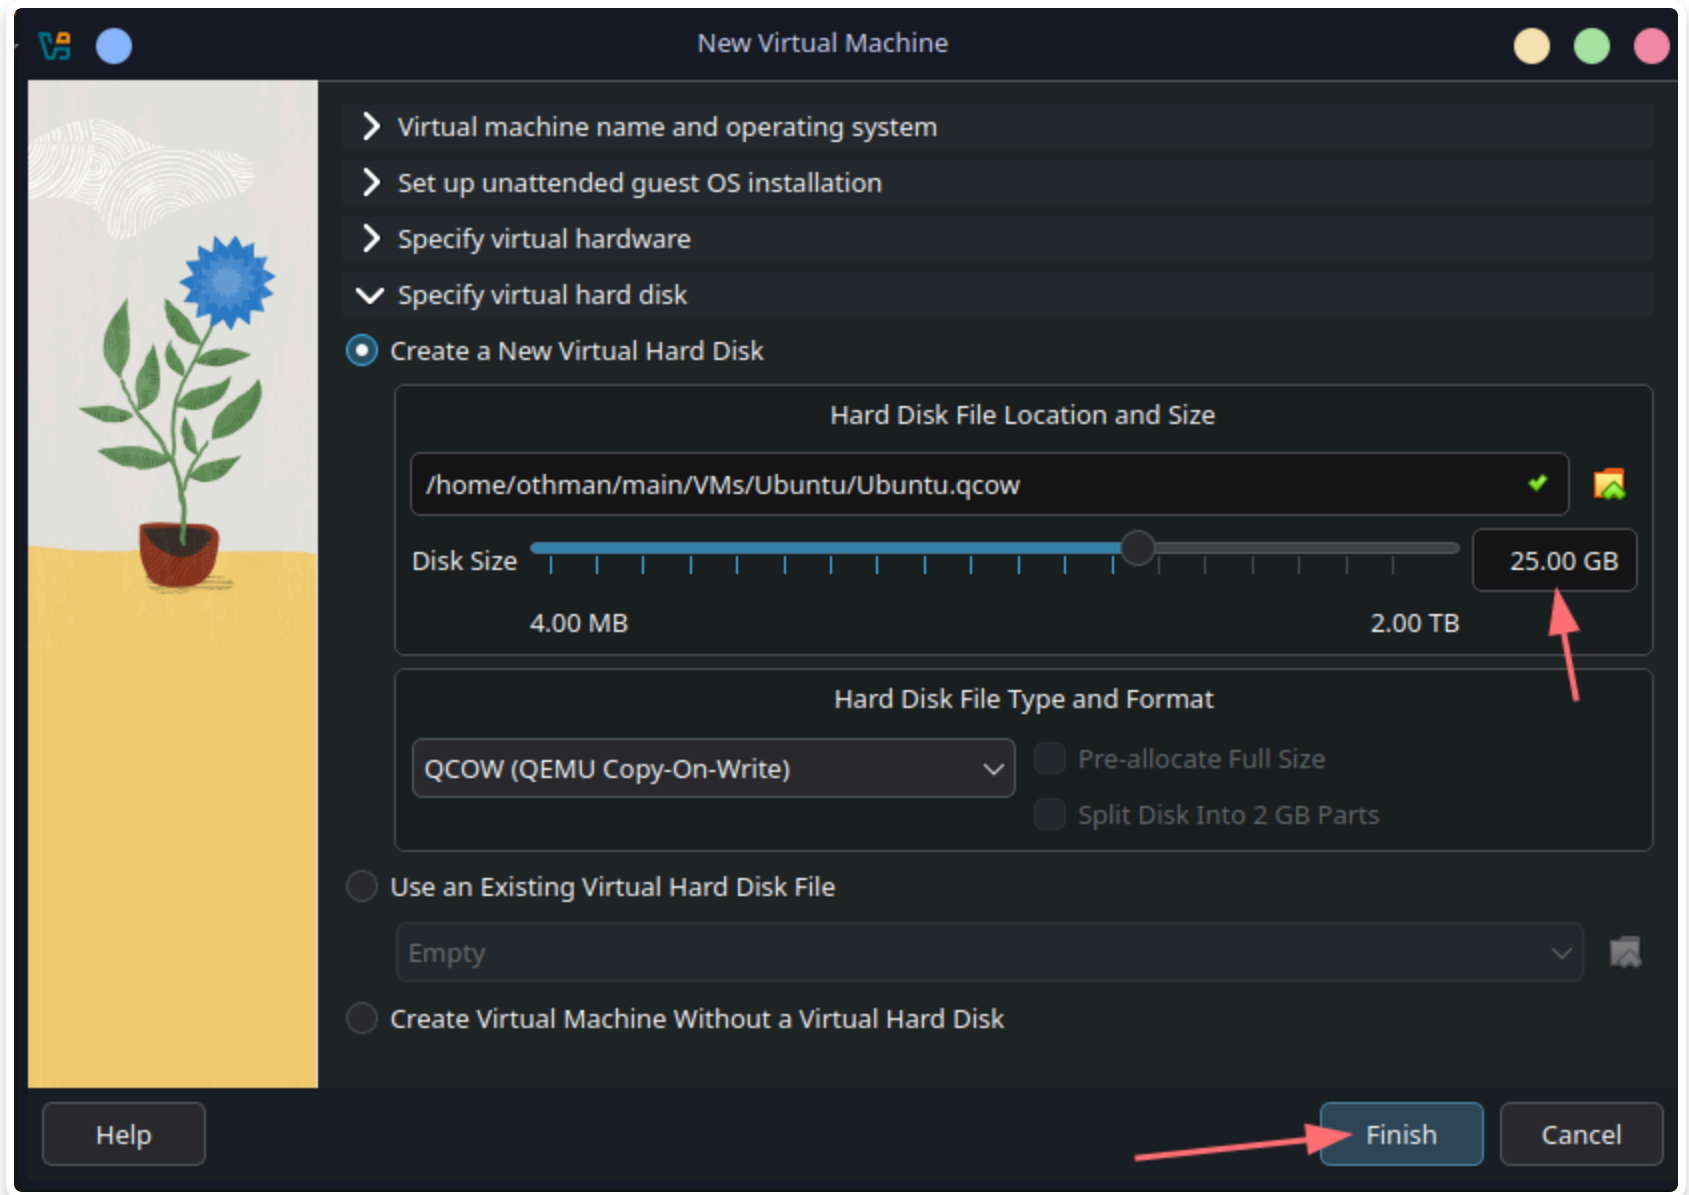 New Virtual Machine
Virtual machine name and operating system
Set up unattended guest OS installation
Specify virtual hardware
Specify virtual hard disk
Create a New Virtual Hard Disk
Hard Disk File Location and Size
/home/othman/main/VMs/Ubuntu/Ubuntu.qcow
Disk Size
25.00 GB
4.00 MB
2.00 TB
Hard Disk File Type and Format
QCOW (QEMU Copy-On-Write)
Pre-allocate Full Size
Split Disk Into 2 GB Parts
Use an Existing Virtual Hard Disk File
Empty
Create Virtual Machine Without a Virtual Hard Disk
Help
Finish
Cancel